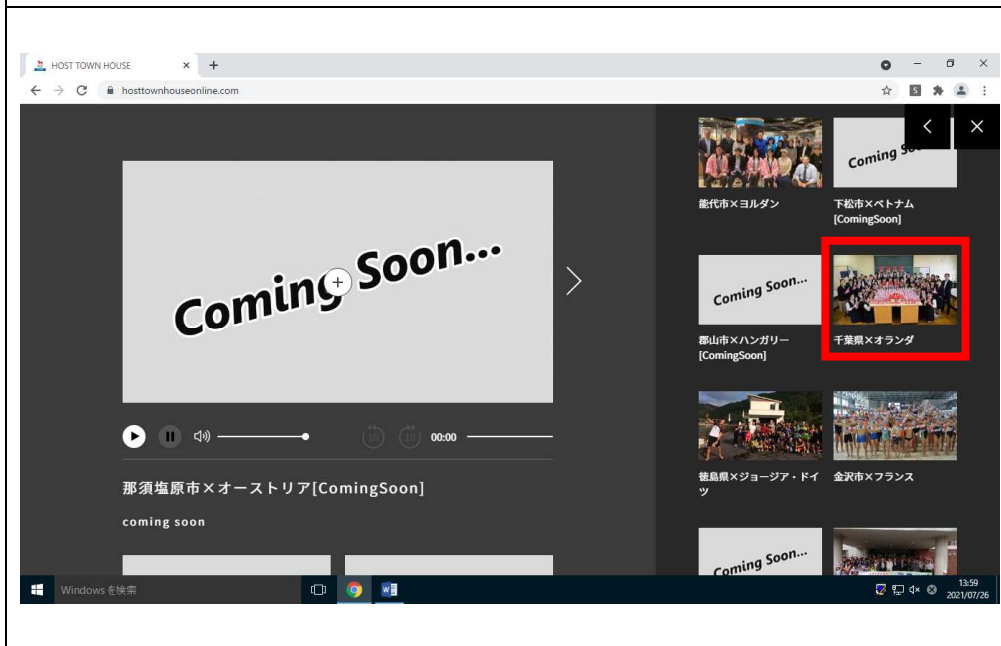 HOST TOWN HOUSE
hosttownhouseonline.com
S
Coming Soon...
10
10
00:00
那須塩原市×オーストリア[ComingSoon]
coming soon
能代市×ヨルダン
Coming
下松市×ベトナム
[ComingSoon]
Coming Soon...
郡山市×ハンガリー
[ComingSoon]
千葉県×オランダ
徳島県×ジョージア・ドイ
ツ
金沢市×フランス
Coming Soon...
Windows を検索
13:59
2021/07/26